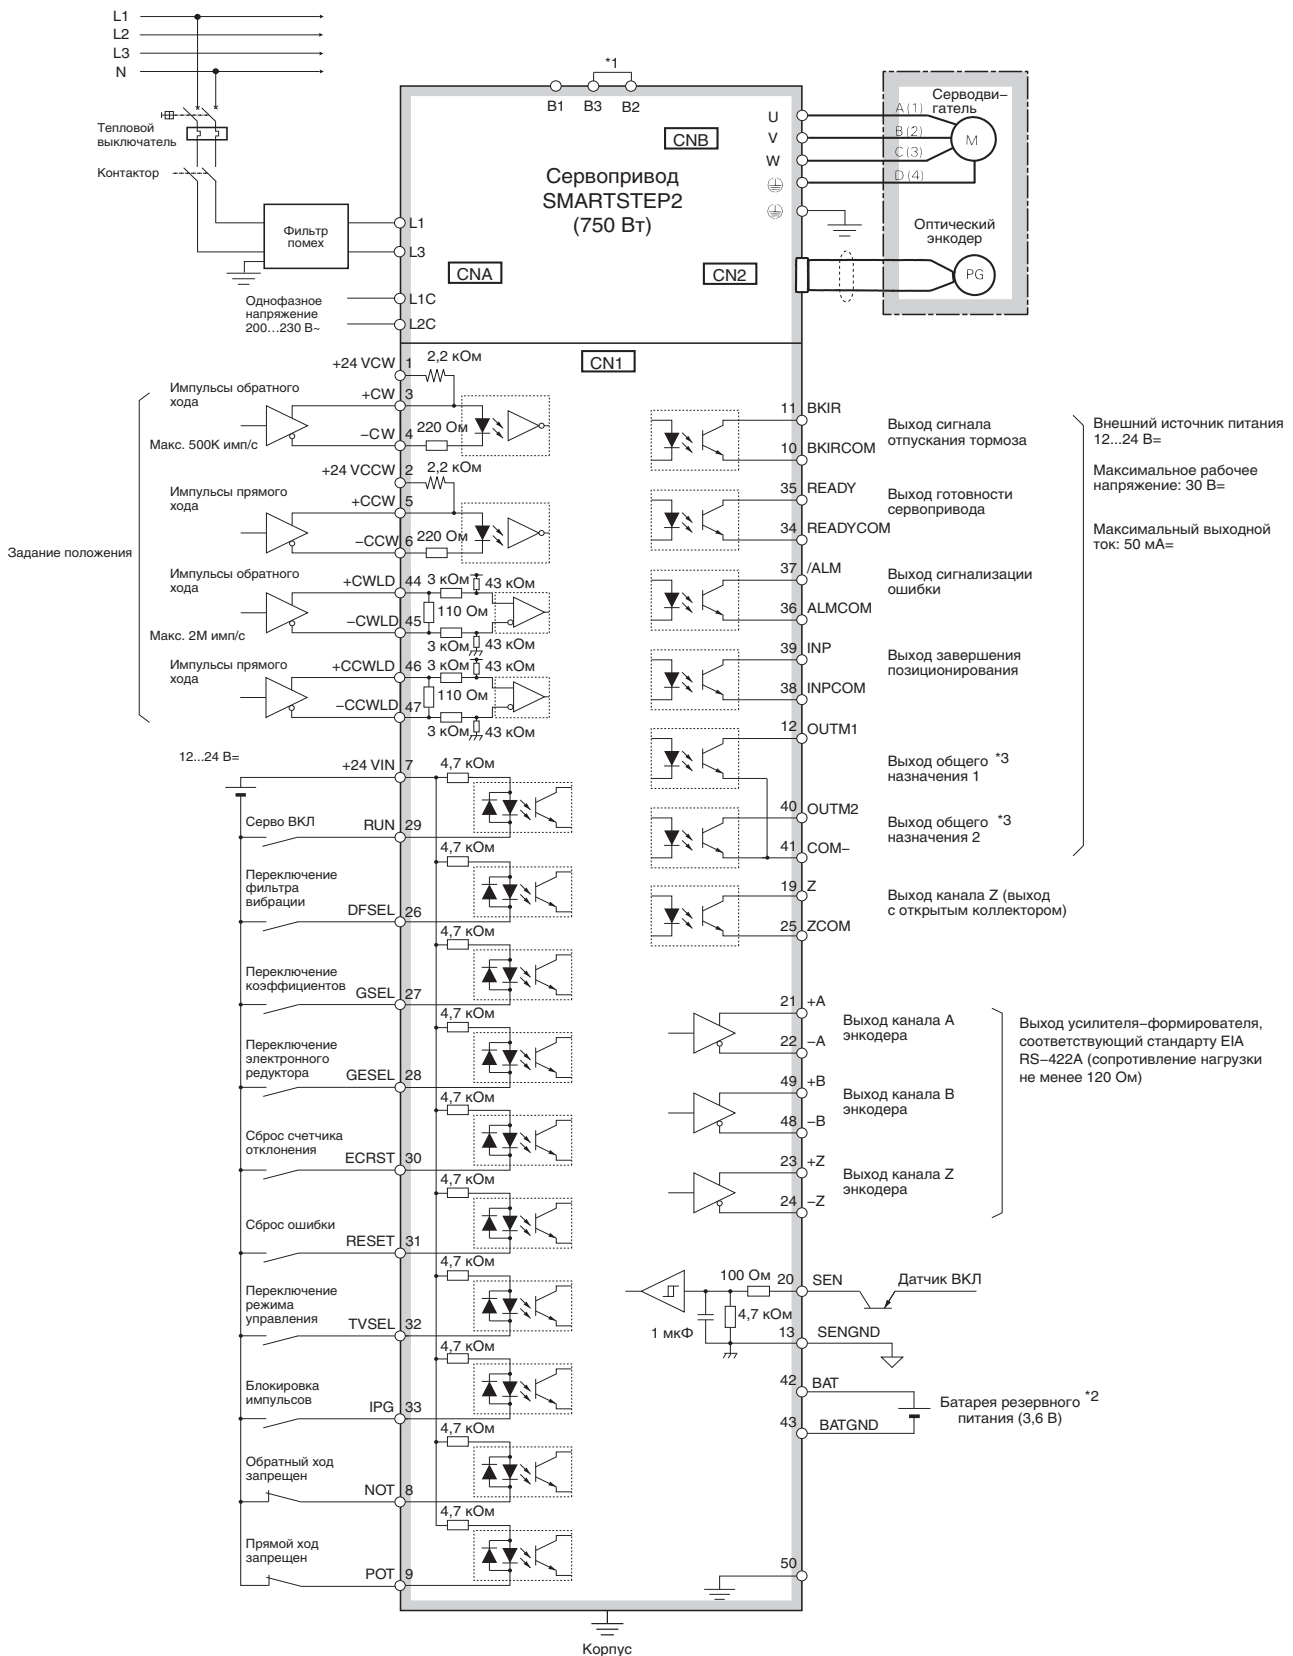 L1
L2
L3
N
Тепловой
выключатель
Контактор
Фильтр
помех
L1
L3
Однофазное
напряжение
200...230 В~
L1C
L2C
*1
B1 B3 B2
CNB
Сервопривод
SMARTSTEP2
(750 Вт)
CNA
CN2
U
V
W
Серводви–
гатель
A (1)
B (2)
C (3)
D (4)
M
Оптический
энкодер
PG
CN1
Задание положения
Импульсы обратного
хода
Макс. 500К имп/с
+24 VCW 1 2,2 кОм
+CW 3
–CW 4 220 Ом
Импульсы прямого
хода
+24 VCCW 2 2,2 кОм
+CCW 5
–CCW 6 220 Ом
Импульсы обратного
хода
Макс. 2М имп/с
+CWLD 44 3 кОм 43 кОм
110 Ом
–CWLD 45
3 кОм 43 кОм
Импульсы прямого
хода
+CCWLD 46 3 кОм 43 кОм
110 Ом
–CCWLD 47
3 кОм 43 кОм
12...24 В=
+24 VIN 7 4,7 кОм
Серво ВКЛ
RUN 29
4,7 кОм
Переключение
фильтра
вибрации
DFSEL 26
4,7 кОм
Переключение
коэффициентов
GSEL 27
4,7 кОм
Переключение
электронного
редуктора
GESEL 28
4,7 кОм
Сброс счетчика
отклонения
ECRST 30
4,7 кОм
Сброс ошибки
RESET 31
4,7 кОм
Переключение
режима
управления
TVSEL 32
4,7 кОм
Блокировка
импульсов
IPG 33
4,7 кОм
Обратный ход
запрещен
NOT 8
4,7 кОм
Прямой ход
запрещен
POT 9
11 BKIR
10 BKIRCOM
Выход сигнала
отпускания тормоза
35 READY
34 READYCOM
Выход готовности
сервопривода
37 /ALM
36 ALMCOM
Выход сигнализации
ошибки
39 INP
38 INPCOM
Выход завершения
позиционирования
12 OUTM1
Выход общего *3
назначения 1
40 OUTM2
41 COM–
Выход общего *3
назначения 2
19 Z
25 ZCOM
Выход канала Z (выход
с открытым коллектором)
Внешний источник питания
12...24 В=
Максимальное рабочее
напряжение: 30 В=
Максимальный выходной
ток: 50 мА=
21 +A
22 –A
Выход канала A
энкодера
49 +B
48 –B
Выход канала B
энкодера
23 +Z
24 –Z
Выход канала Z
энкодера
Выход усилителя–формирователя,
соответствующий стандарту EIA
RS–422A (сопротивление нагрузки
не менее 120 Ом)
100 Ом 20 SEN
Датчик ВКЛ
4,7 кОм
1 мкФ
13 SENGND
42 BAT
43 BATGND
Батарея резервного *2
питания (3,6 В)
50
Корпус